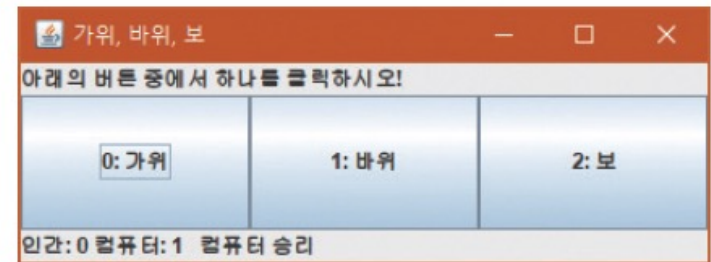 가위, 바위, 보
아래의 버튼 중에서 하나를 클릭하시오!
0: 가위 1: 바위 2: 보
인간: 0 컴퓨터: 1 컴퓨터 승리